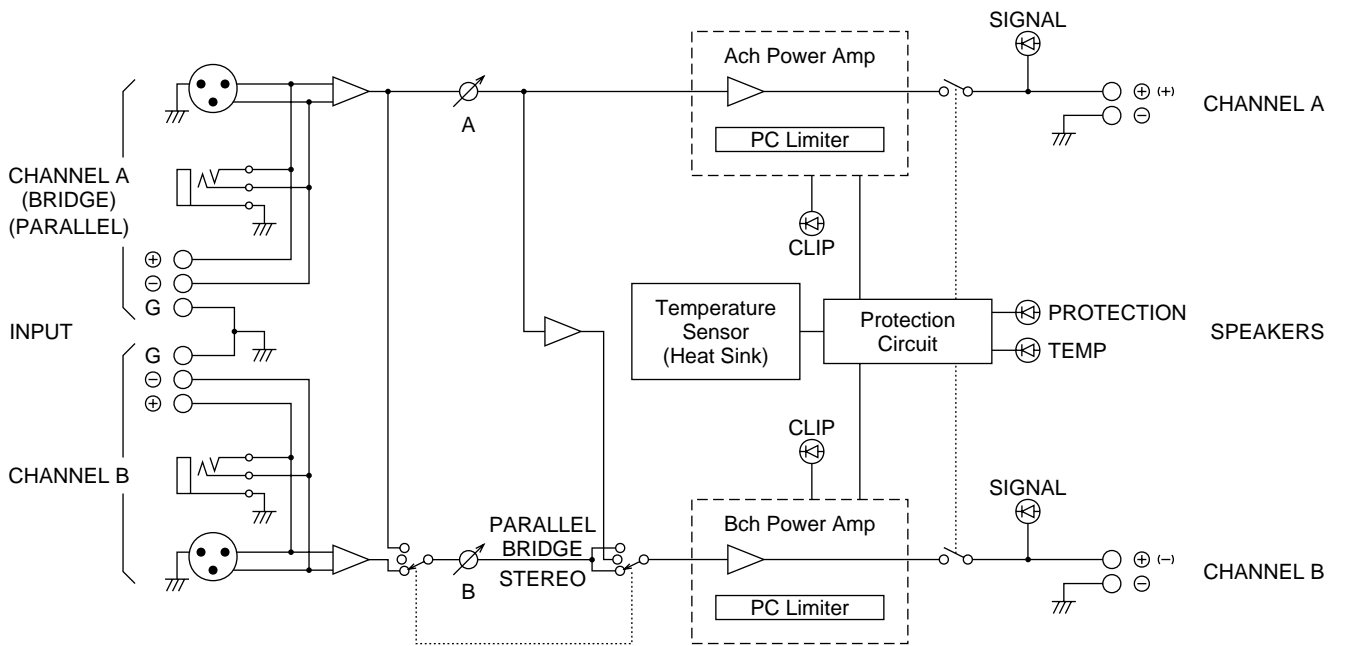 SIGNAL
Ach Power Amp
⊕ (+)
CHANNEL A
A
⊖
PC Limiter
CHANNEL A
(BRIDGE)
(PARALLEL)
CLIP
⊕
⊖
G
Temperature
Sensor
(Heat Sink)
Protection
Circuit
PROTECTION
TEMP
INPUT
SPEAKERS
G
⊖
⊕
CLIP
CHANNEL B
SIGNAL
PARALLEL
BRIDGE
STEREO
Bch Power Amp
B
⊕ (−)
CHANNEL B
⊖
PC Limiter